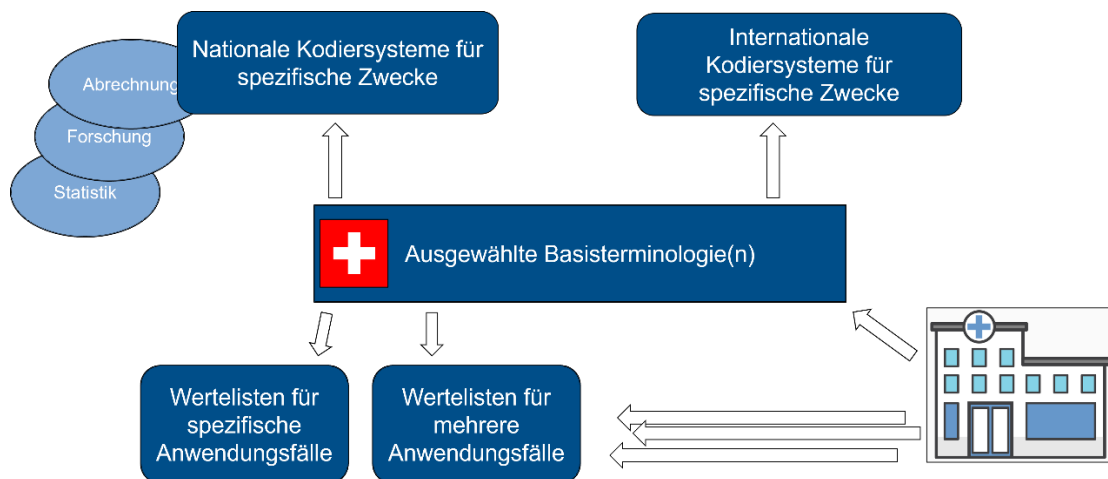 Nationale Kodiersysteme für
spezifische Zwecke
Internationale
Kodiersysteme für
spezifische Zwecke
Abrechnung
Forschung
Statistik
Ausgewählte Basisterminologie(n)
Wertelisten für
spezifische
Anwendungsfälle
Wertelisten für
mehrere
Anwendungsfälle